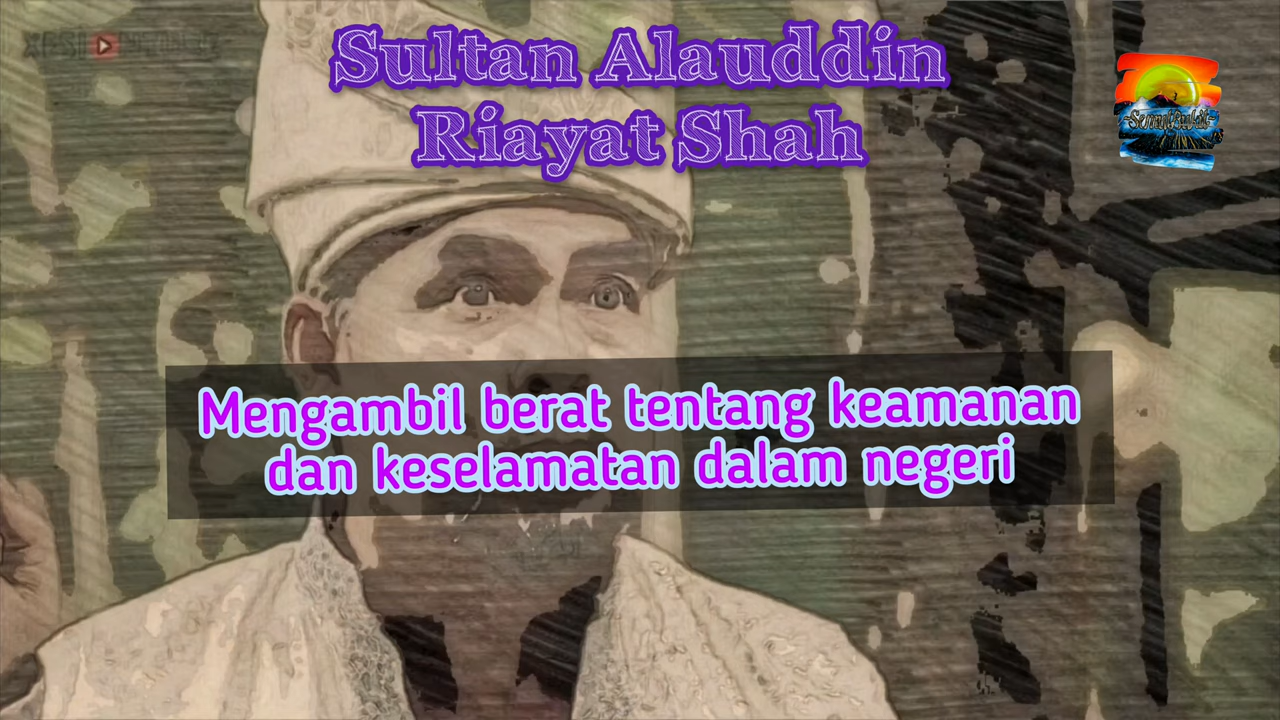 Sultan Alauddin
Riayat Shah
Mengambil berat tentang keamanan
dan keselamatan dalam negeri